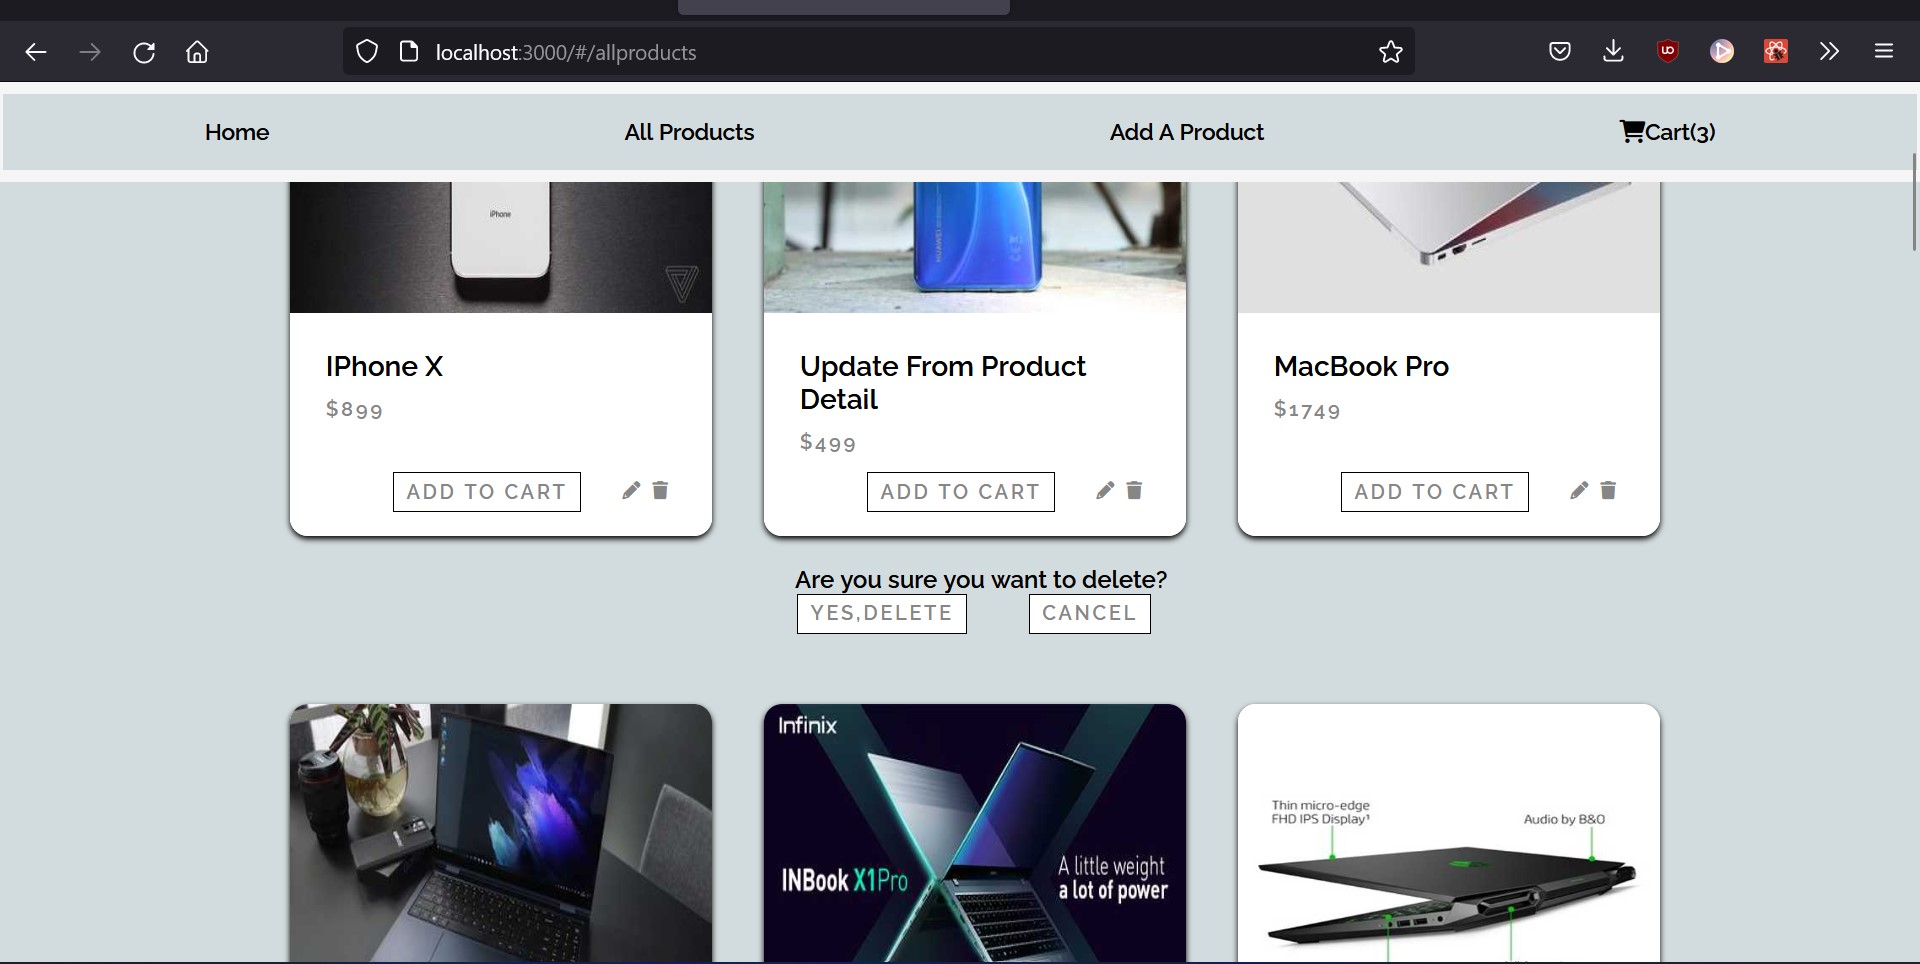 localhost:3000/#/allproducts
Home
All Products
Add A Product
Cart(3)
iPhone
HUAWEI
IPhone X
$899
ADD TO CART
Update From Product
Detail
$499
ADD TO CART
MacBook Pro
$1749
ADD TO CART
Are you sure you want to delete?
YES,DELETE
CANCEL
Infinix
INBook X1Pro
A little weight
a lot of power
Thin micro-edge
FHD IPS Display¹
Audio by B&O